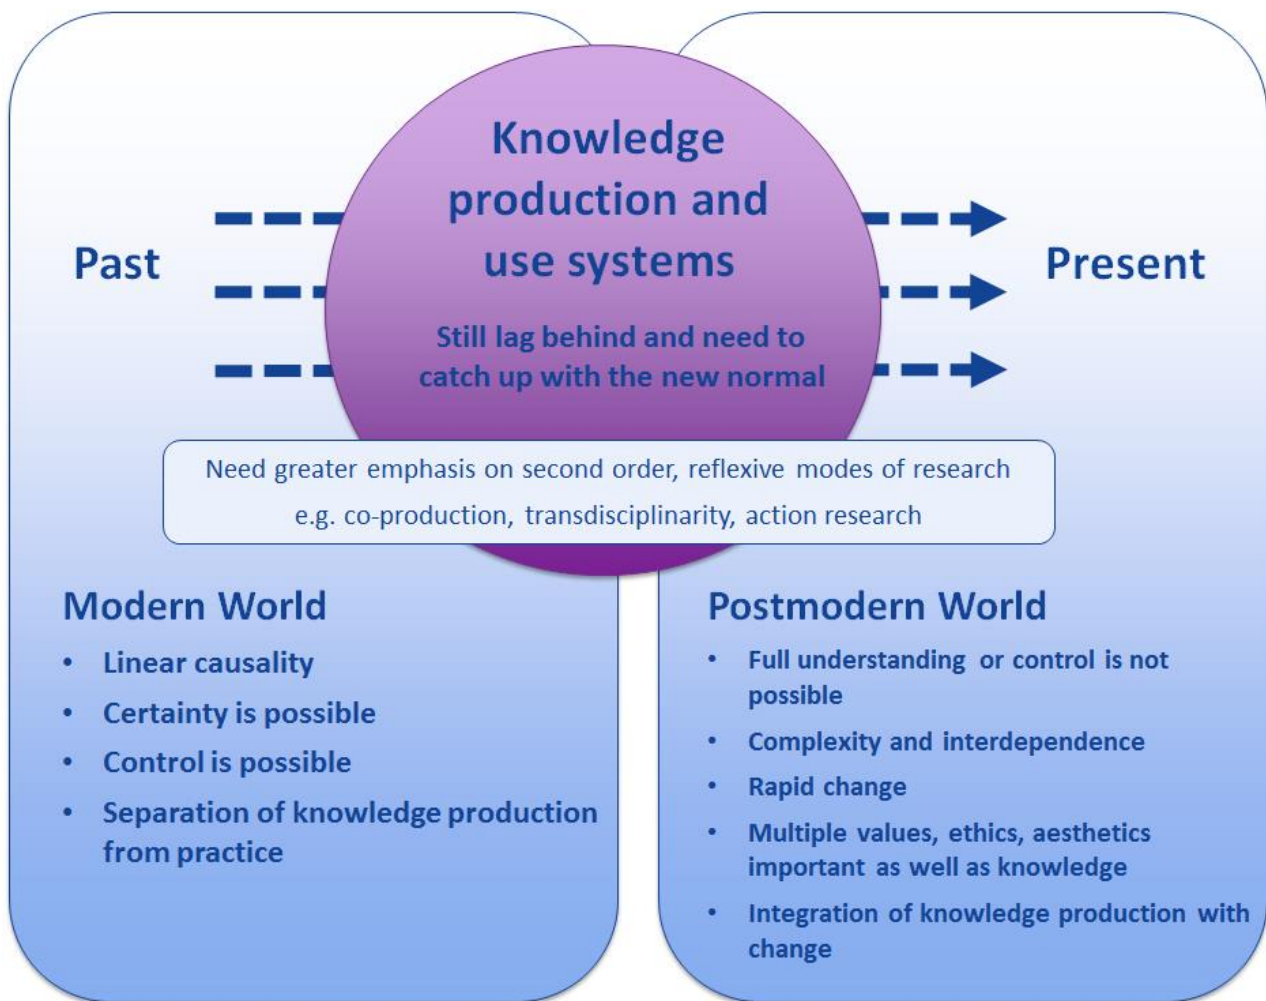 Knowledge
production and
use systems
Past
Present
Still lag behind and need to
catch up with the new normal
Need greater emphasis on second order, reflexive modes of research
e.g. co-production, transdisciplinarity, action research
Modern World
• Linear causality
• Certainty is possible
• Control is possible
• Separation of knowledge production
from practice
Postmodern World
• Full understanding or control is not
possible
• Complexity and interdependence
• Rapid change
• Multiple values, ethics, aesthetics
important as well as knowledge
• Integration of knowledge production with
change